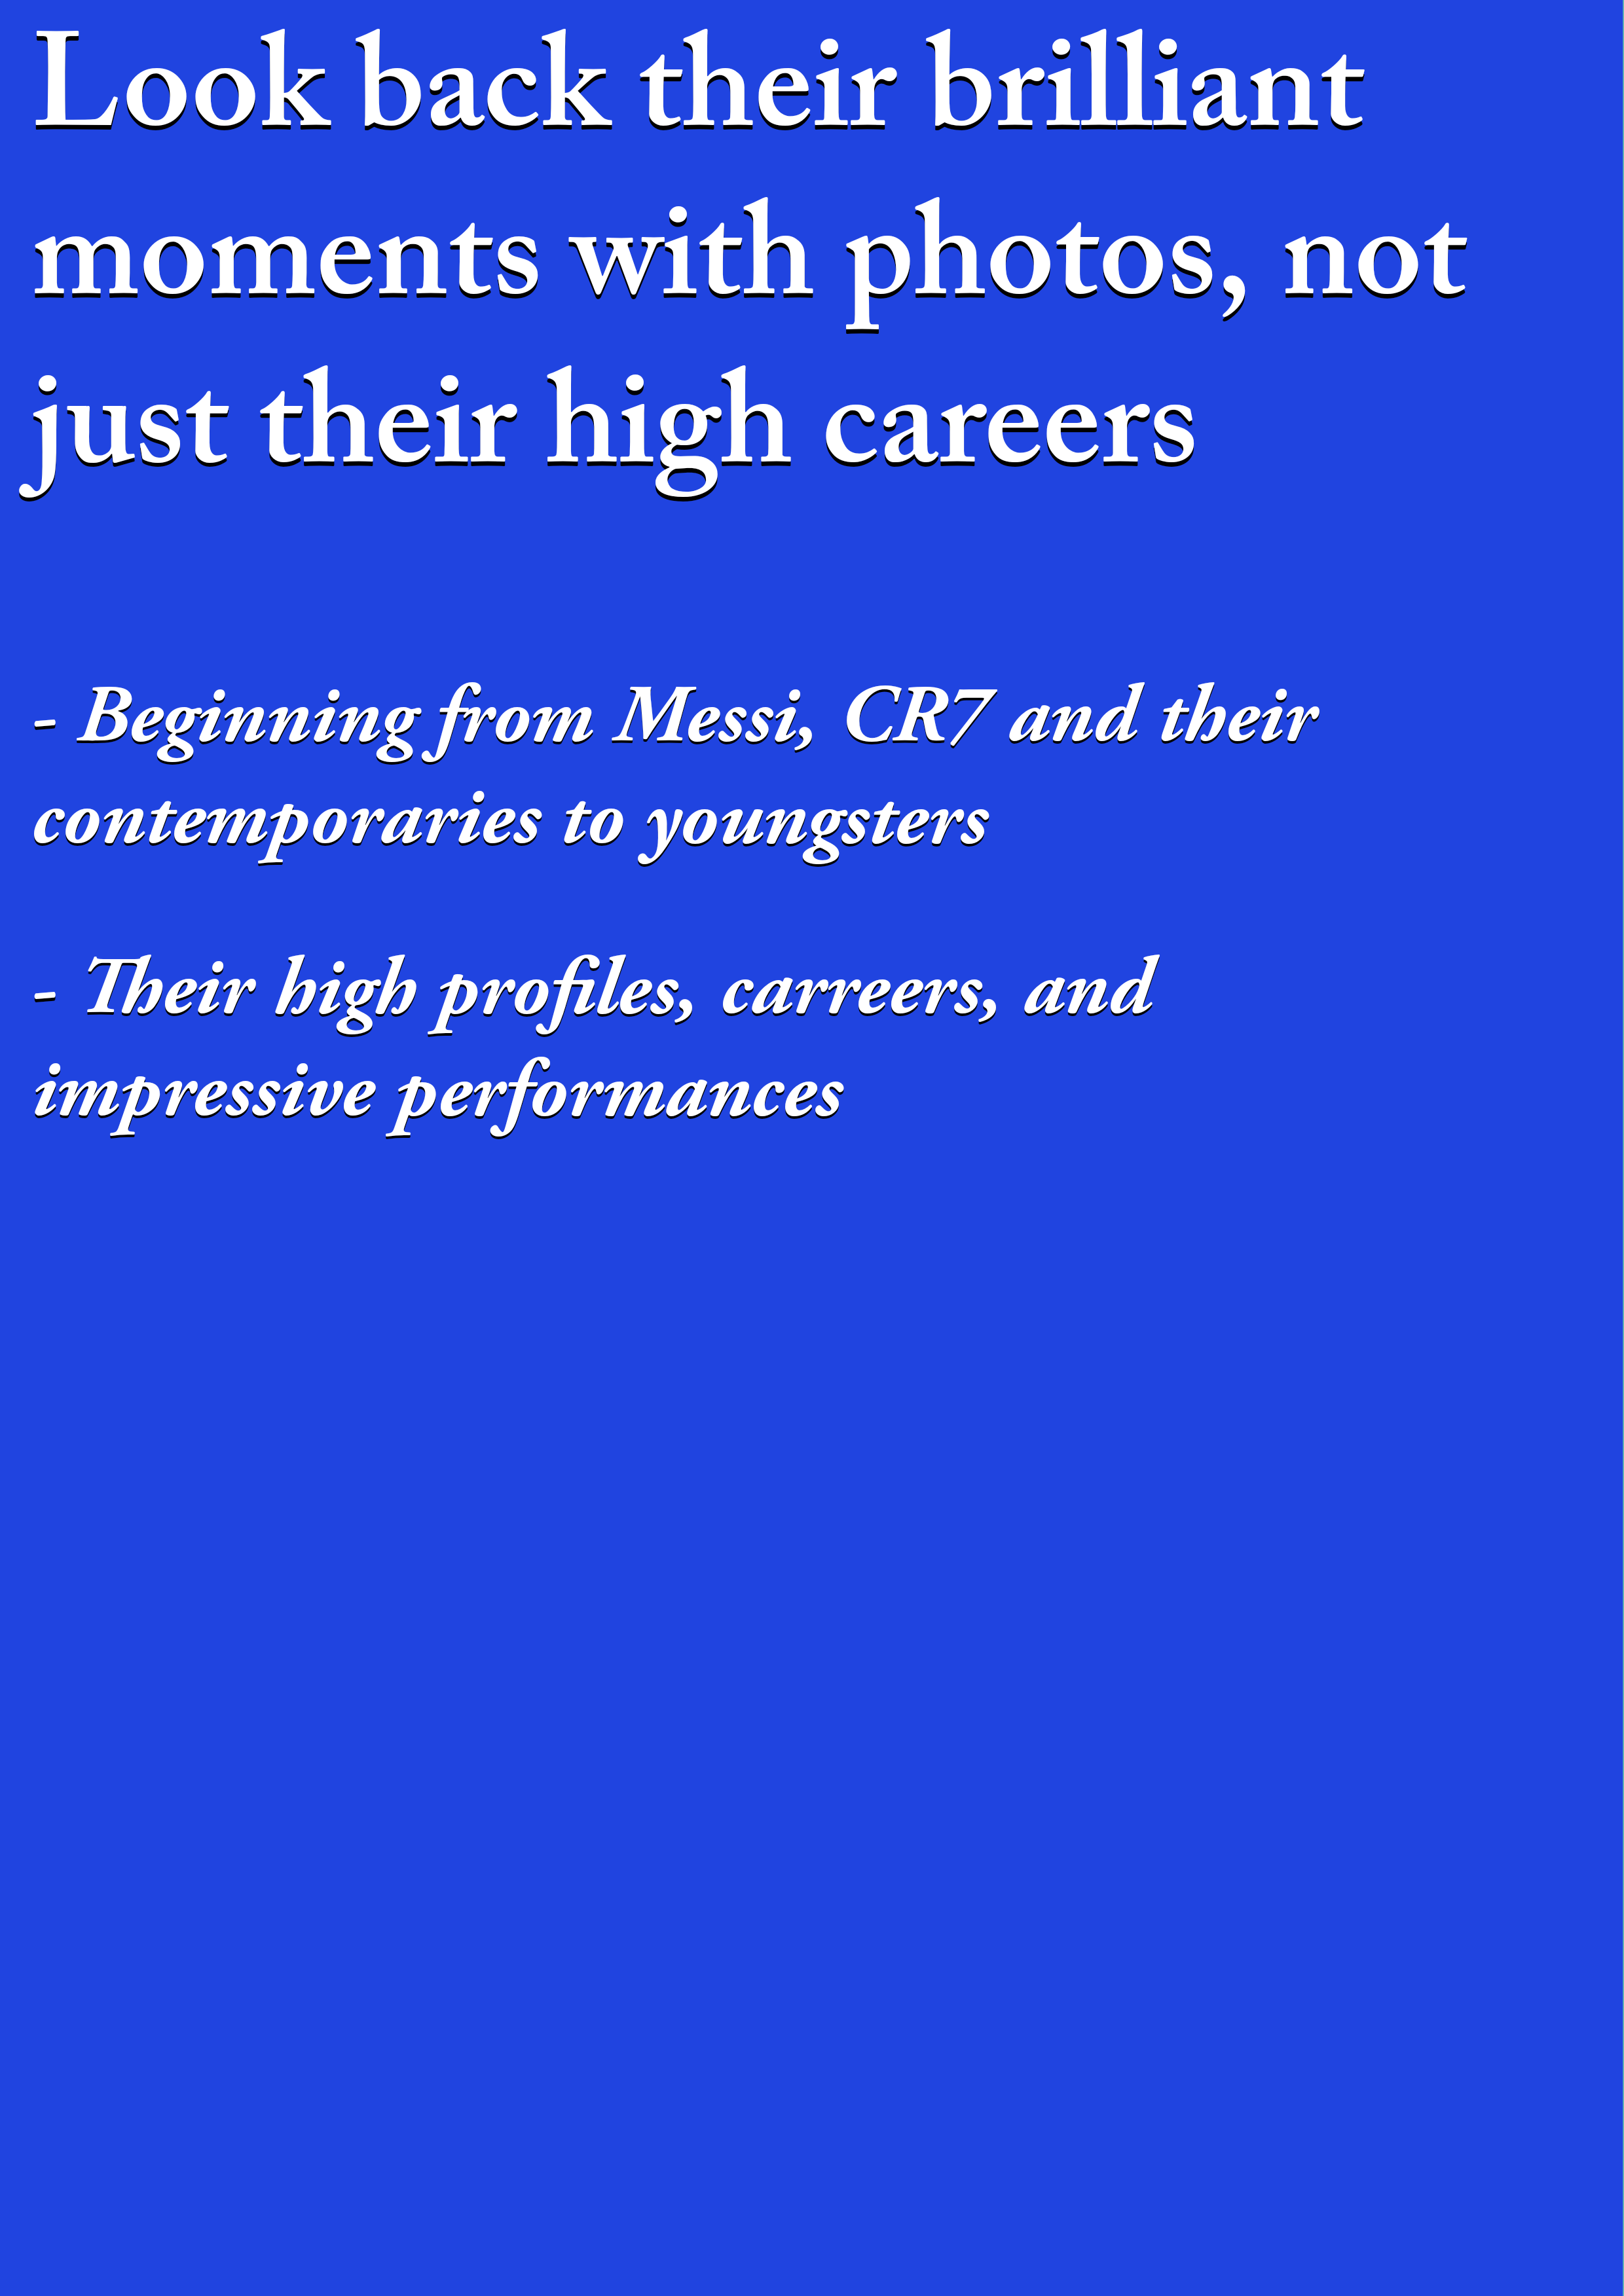 Look back their brilliant
moments with photos, not
just their high careers
- Beginning from Messi, CR7 and their
contemporaries to youngsters
- Their high profiles, carreers, and
impressive performances